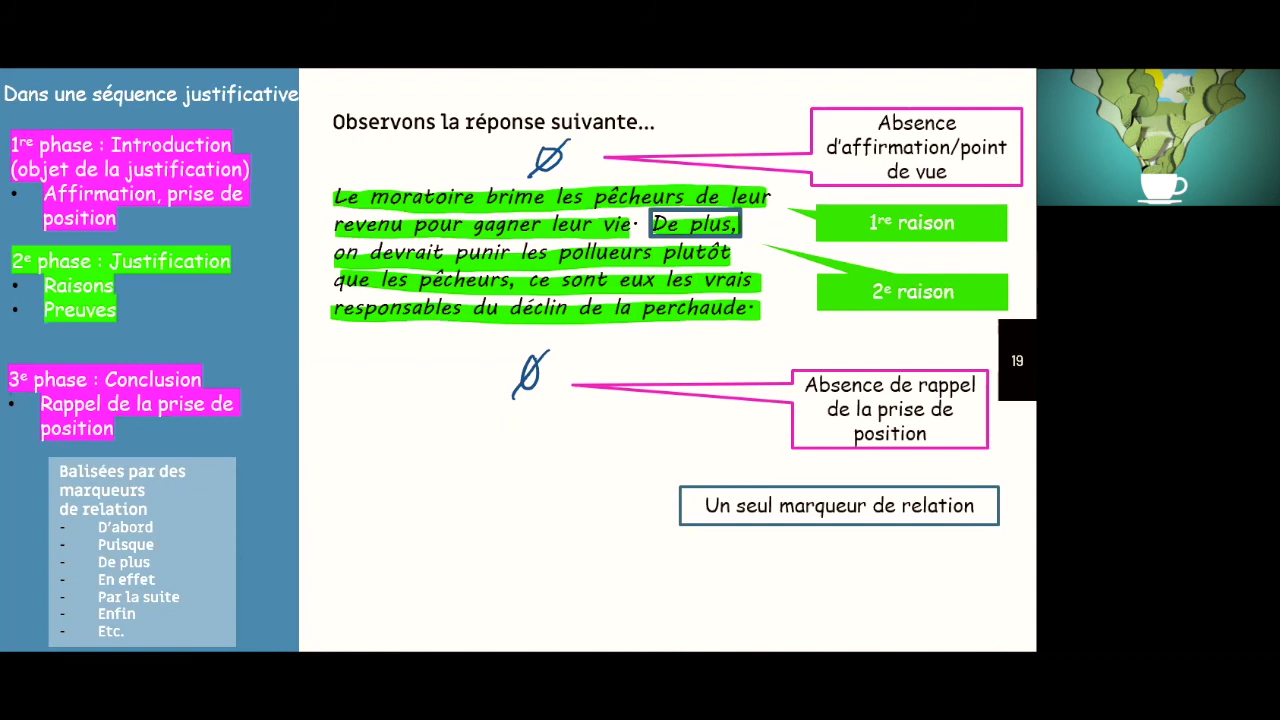 Dans une séquence justificative
1re phase : Introduction
(objet de la justification)
• Affirmation, prise de
position
2e phase : Justification
• Raisons
• Preuves
3e phase : Conclusion
• Rappel de la prise de
position
Balisées par des
marqueurs
de relation
- D'abord
- Puisque
- De plus
- En effet
- Par la suite
- Enfin
- Etc.
Observons la réponse suivante...
Ø
Le moratoire brime les pêcheurs de leur
revenu pour gagner leur vie. De plus,
on devrait punir les pollueurs plutôt
que les pêcheurs, ce sont eux les vrais
responsables du déclin de la perchaude.
Ø
Absence
d'affirmation/point
de vue
1re raison
2e raison
Absence de rappel
de la prise de
position
Un seul marqueur de relation
19